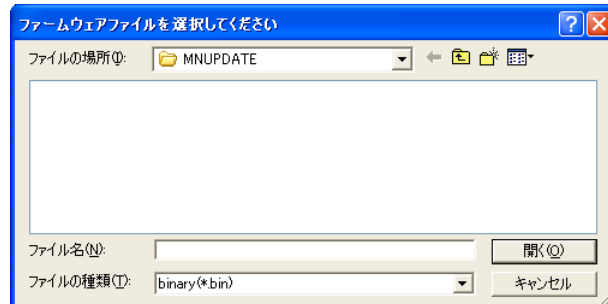 ファームウェアファイルを選択してください
ファイルの場所(I): MNUPDATE
ファイル名(N): 開く(O)
ファイルの種類(T): binary(*.bin) キャンセル